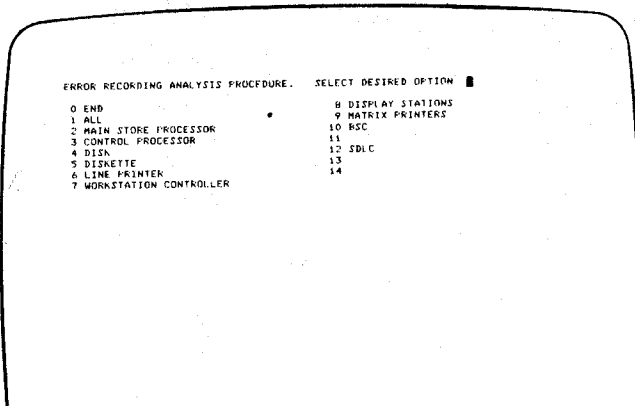 ERROR RECORDING ANALYSIS PROCEDURE. SELECT DESIRED OPTION
0 END
1 ALL
2 MAIN STORE PROCESSOR
3 CONTROL PROCESSOR
4 DISK
5 DISKETTE
6 LINE PRINTER
7 WORKSTATION CONTROLLER
8 DISPLAY STATIONS
9 MATRIX PRINTERS
10 BSC
11
12 SDLC
13
14